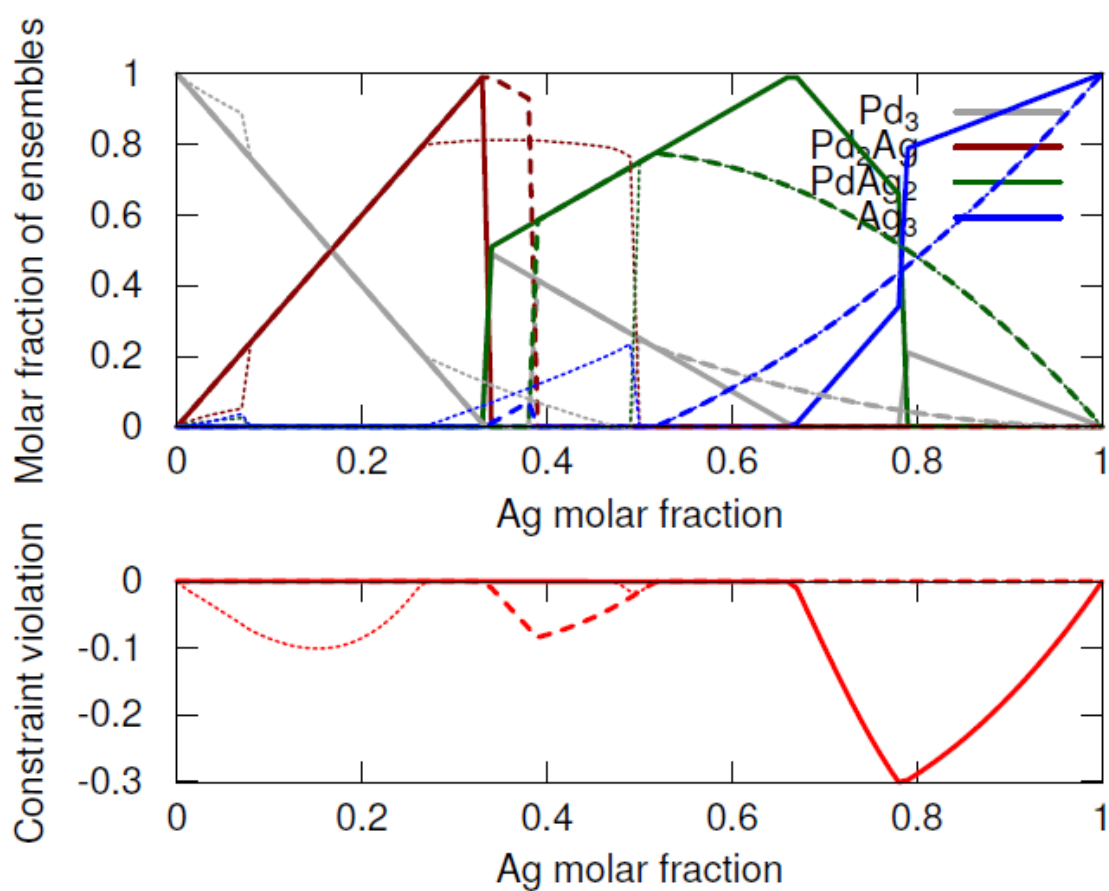 Molar fraction of ensembles
1
0.8
0.6
0.4
0.2
0
Pd₃
Pd₂Ag
PdAg₂
Ag₃
0 0.2 0.4 0.6 0.8 1
Ag molar fraction
Constraint violation
0
-0.1
-0.2
-0.3
0 0.2 0.4 0.6 0.8 1
Ag molar fraction